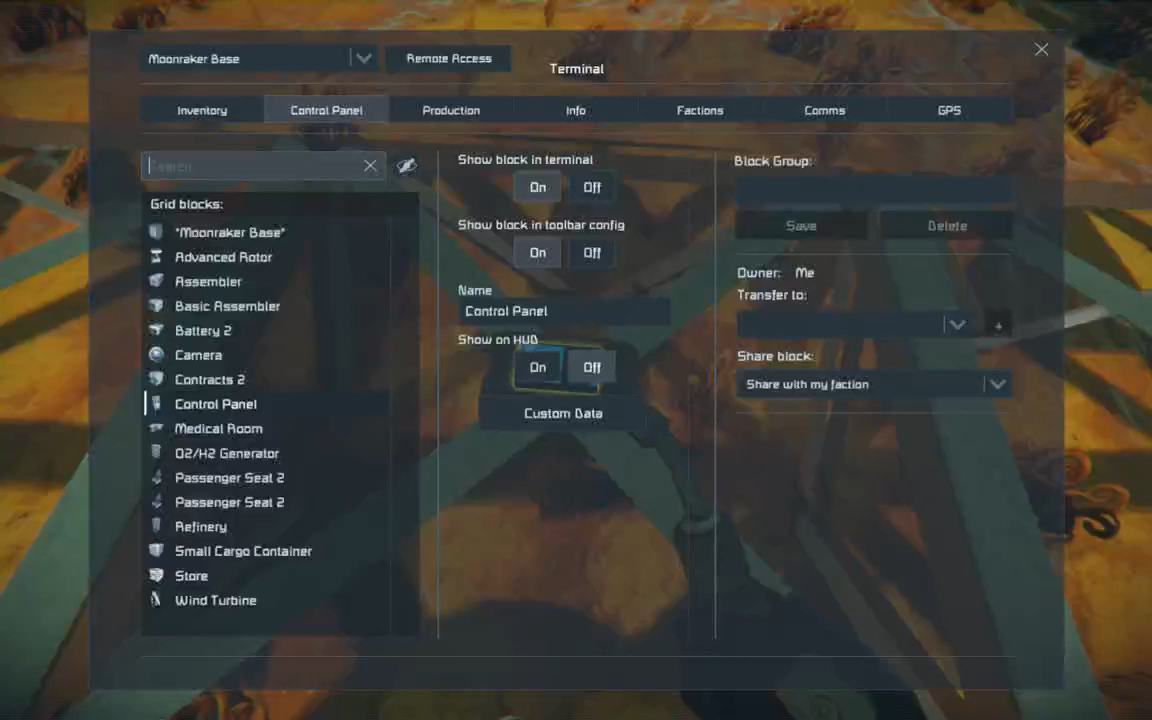 Moonraker Base
Remote Access
Terminal
Inventory
Control Panel
Production
Info
Factions
Comms
GPS
Search
Grid blocks:
"Moonraker Base"
Advanced Rotor
Assembler
Basic Assembler
Battery 2
Camera
Contracts 2
Control Panel
Medical Room
O2/H2 Generator
Passenger Seat 2
Passenger Seat 2
Refinery
Small Cargo Container
Store
Wind Turbine
Show block in terminal
On Off
Show block in toolbar config
On Off
Name
Control Panel
Show on HUD
On Off
Custom Data
Block Group:
Save Delete
Owner: Me
Transfer to:
Share block:
Share with my faction